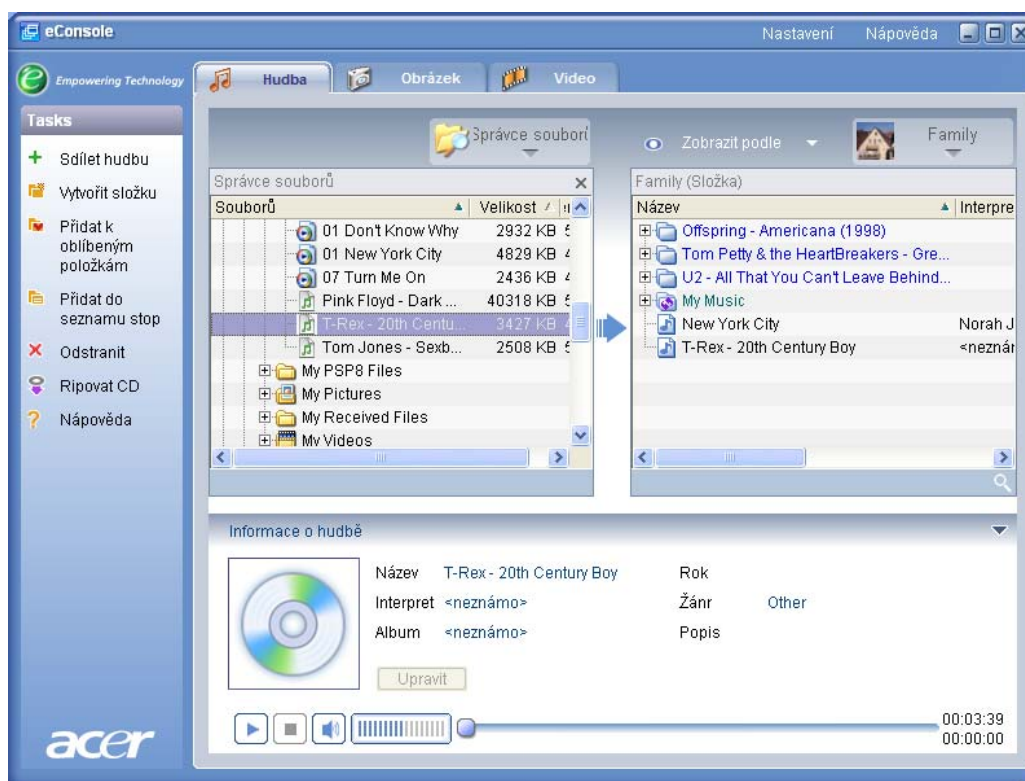 eConsole
Nastavení Nápověda
Empowering Technology
Hudba Obrázek Video
Tasks
Sdílet hudbu
Vytvořit složku
Přidat k
oblíbeným
položkám
Přidat do
seznamu stop
Odstranit
Ripovat CD
Nápověda
Správce souborů
Správce souborů
Souborů Velikost
01 Don't Know Why 2932 KB
01 New York City 4829 KB
07 Turn Me On 2436 KB
Pink Floyd - Dark ... 40318 KB
T-Rex - 20th Centu... 3427 KB
Tom Jones - Sexb... 2508 KB
My PSP8 Files
My Pictures
My Received Files
My Videos
Zobrazit podle Family
Family (Složka)
Název Interpre
Offspring - Americana (1998)
Tom Petty & the HeartBreakers - Gre...
U2 - All That You Can't Leave Behind...
My Music
New York City Norah J
T-Rex - 20th Century Boy <neznám
Informace o hudbě
Název T-Rex - 20th Century Boy Rok
Interpret <neznámo> Žánr Other
Album <neznámo> Popis
Upravit
00:03:39
00:00:00
acer